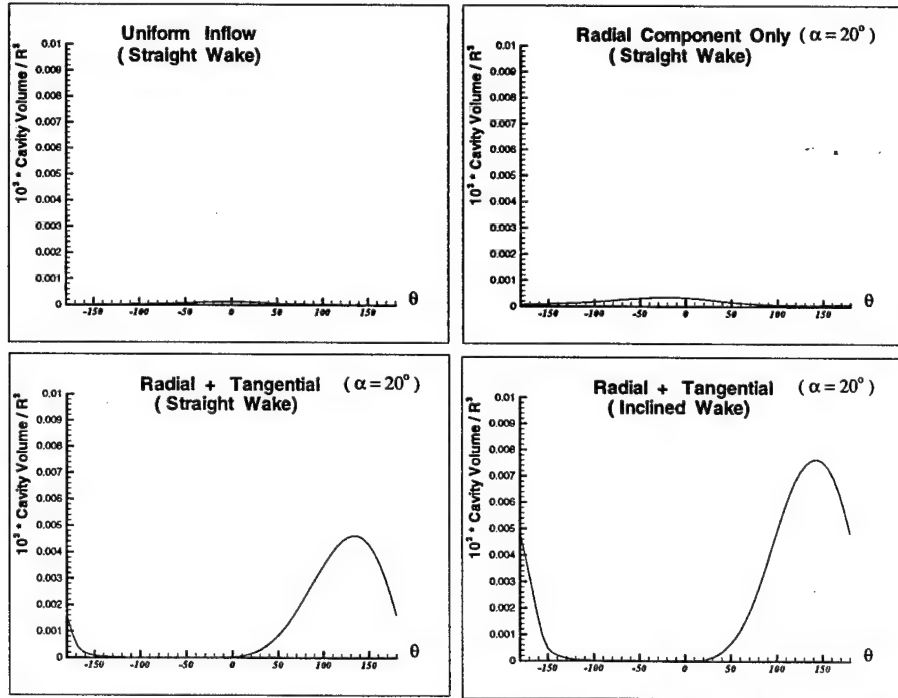 Uniform Inflow
( Straight Wake)
10³ * Cavity Volume / R³
0.01
0.009
0.008
0.007
0.006
0.005
0.004
0.003
0.002
0.001
0
-150 -100 -50 0 50 100 150 θ
Radial Component Only ( α = 20°)
(Straight Wake)
10³ * Cavity Volume / R³
0.01
0.009
0.008
0.007
0.006
0.005
0.004
0.003
0.002
0.001
0
-150 -100 -50 0 50 100 150 θ
Radial + Tangential ( α = 20°)
( Straight Wake)
10³ * Cavity Volume / R³
0.01
0.009
0.008
0.007
0.006
0.005
0.004
0.003
0.002
0.001
0
-150 -100 -50 0 50 100 150 θ
Radial + Tangential ( α = 20°)
( Inclined Wake)
10³ * Cavity Volume / R³
0.01
0.009
0.008
0.007
0.006
0.005
0.004
0.003
0.002
0.001
0
-150 -100 -50 0 50 100 150 θ